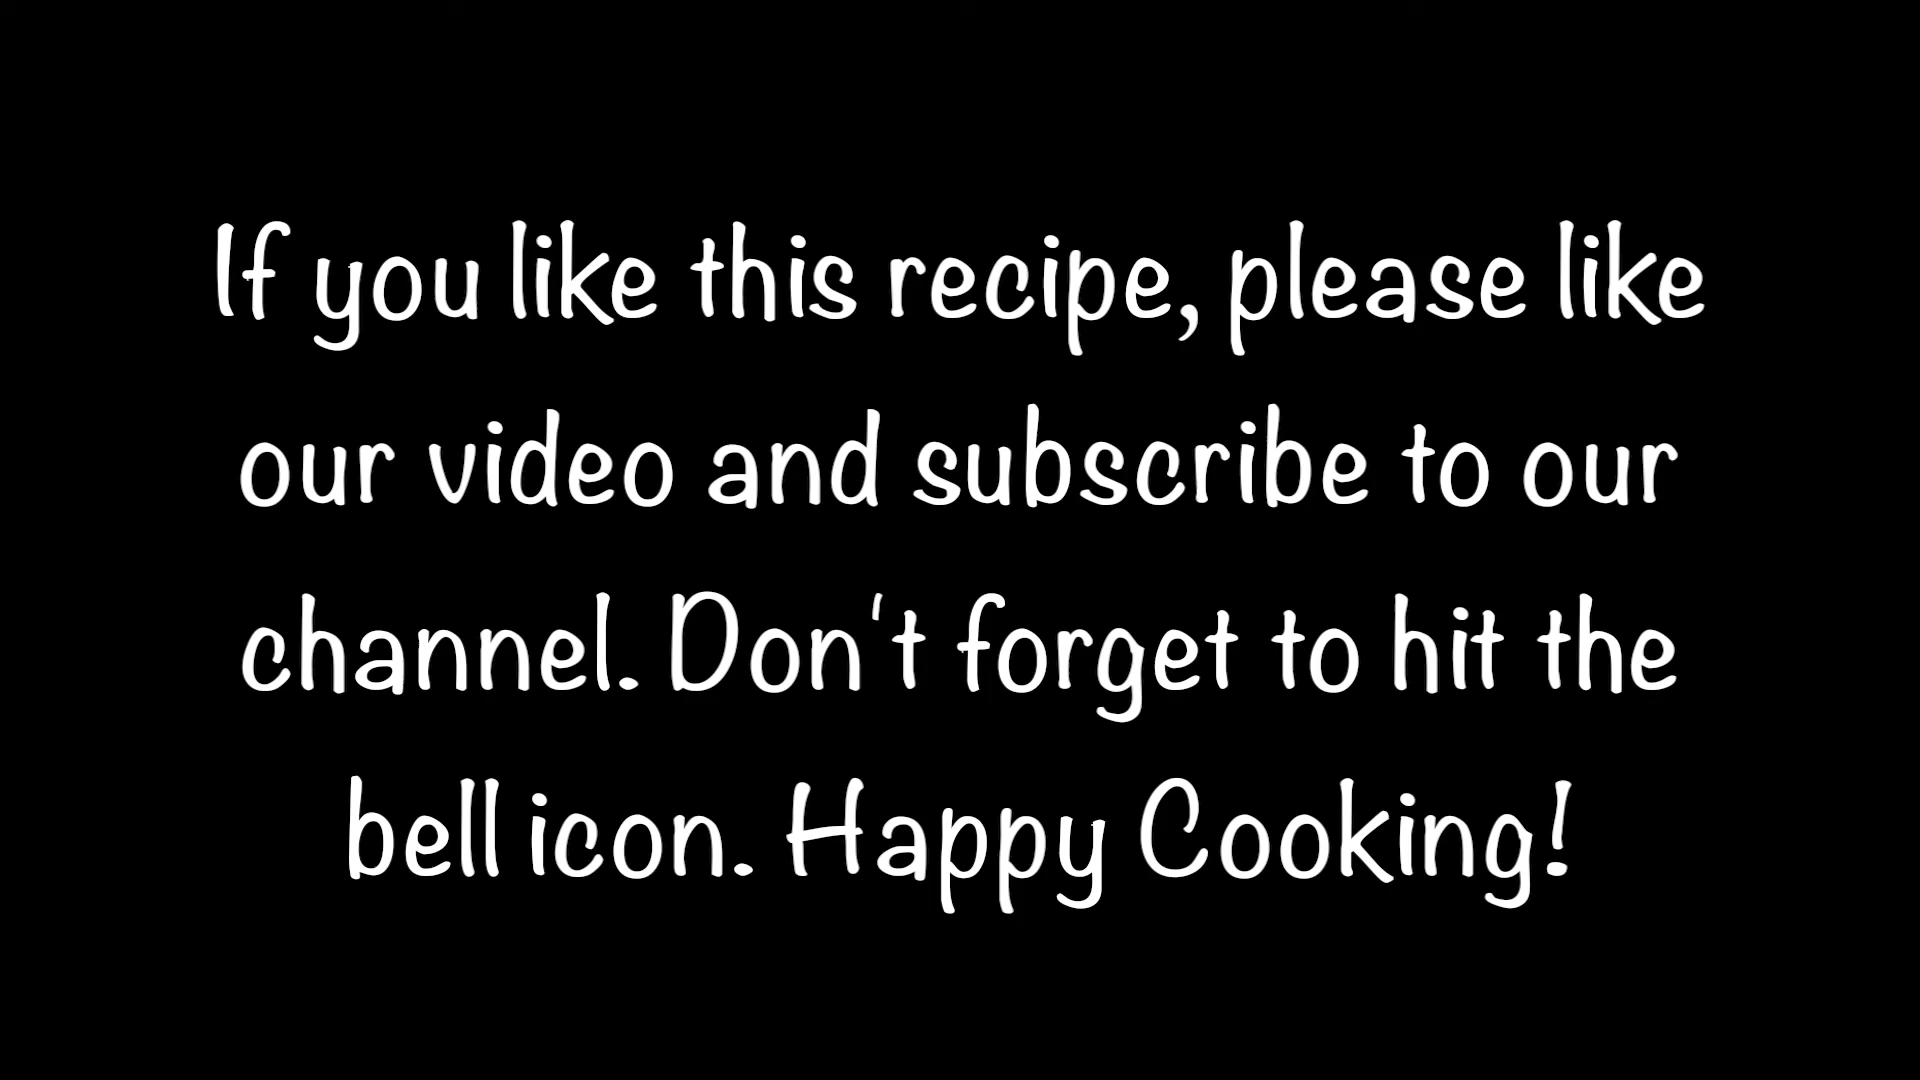 If you like this recipe, please like
our video and subscribe to our
channel. Don't forget to hit the
bell icon. Happy Cooking!